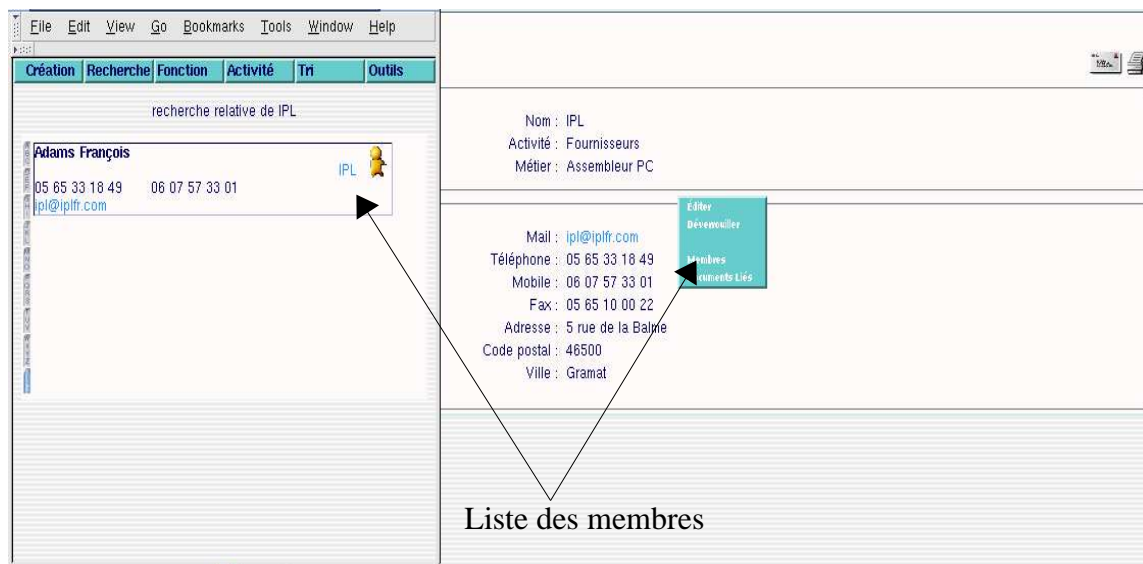 File Edit View Go Bookmarks Tools Window Help
Création Recherche Fonction Activité Tri Outils
recherche relative de IPL
Adams François
IPL
05 65 33 18 49 06 07 57 33 01
ipl@iplfr.com
Nom : IPL
Activité : Fournisseurs
Métier : Assembleur PC
Mail : ipl@iplfr.com
Téléphone : 05 65 33 18 49
Mobile : 06 07 57 33 01
Fax : 05 65 10 00 22
Adresse : 5 rue de la Balme
Code postal : 46500
Ville : Gramat
Éditer
Déverrouiller
Membres
Liés
Liste des membres